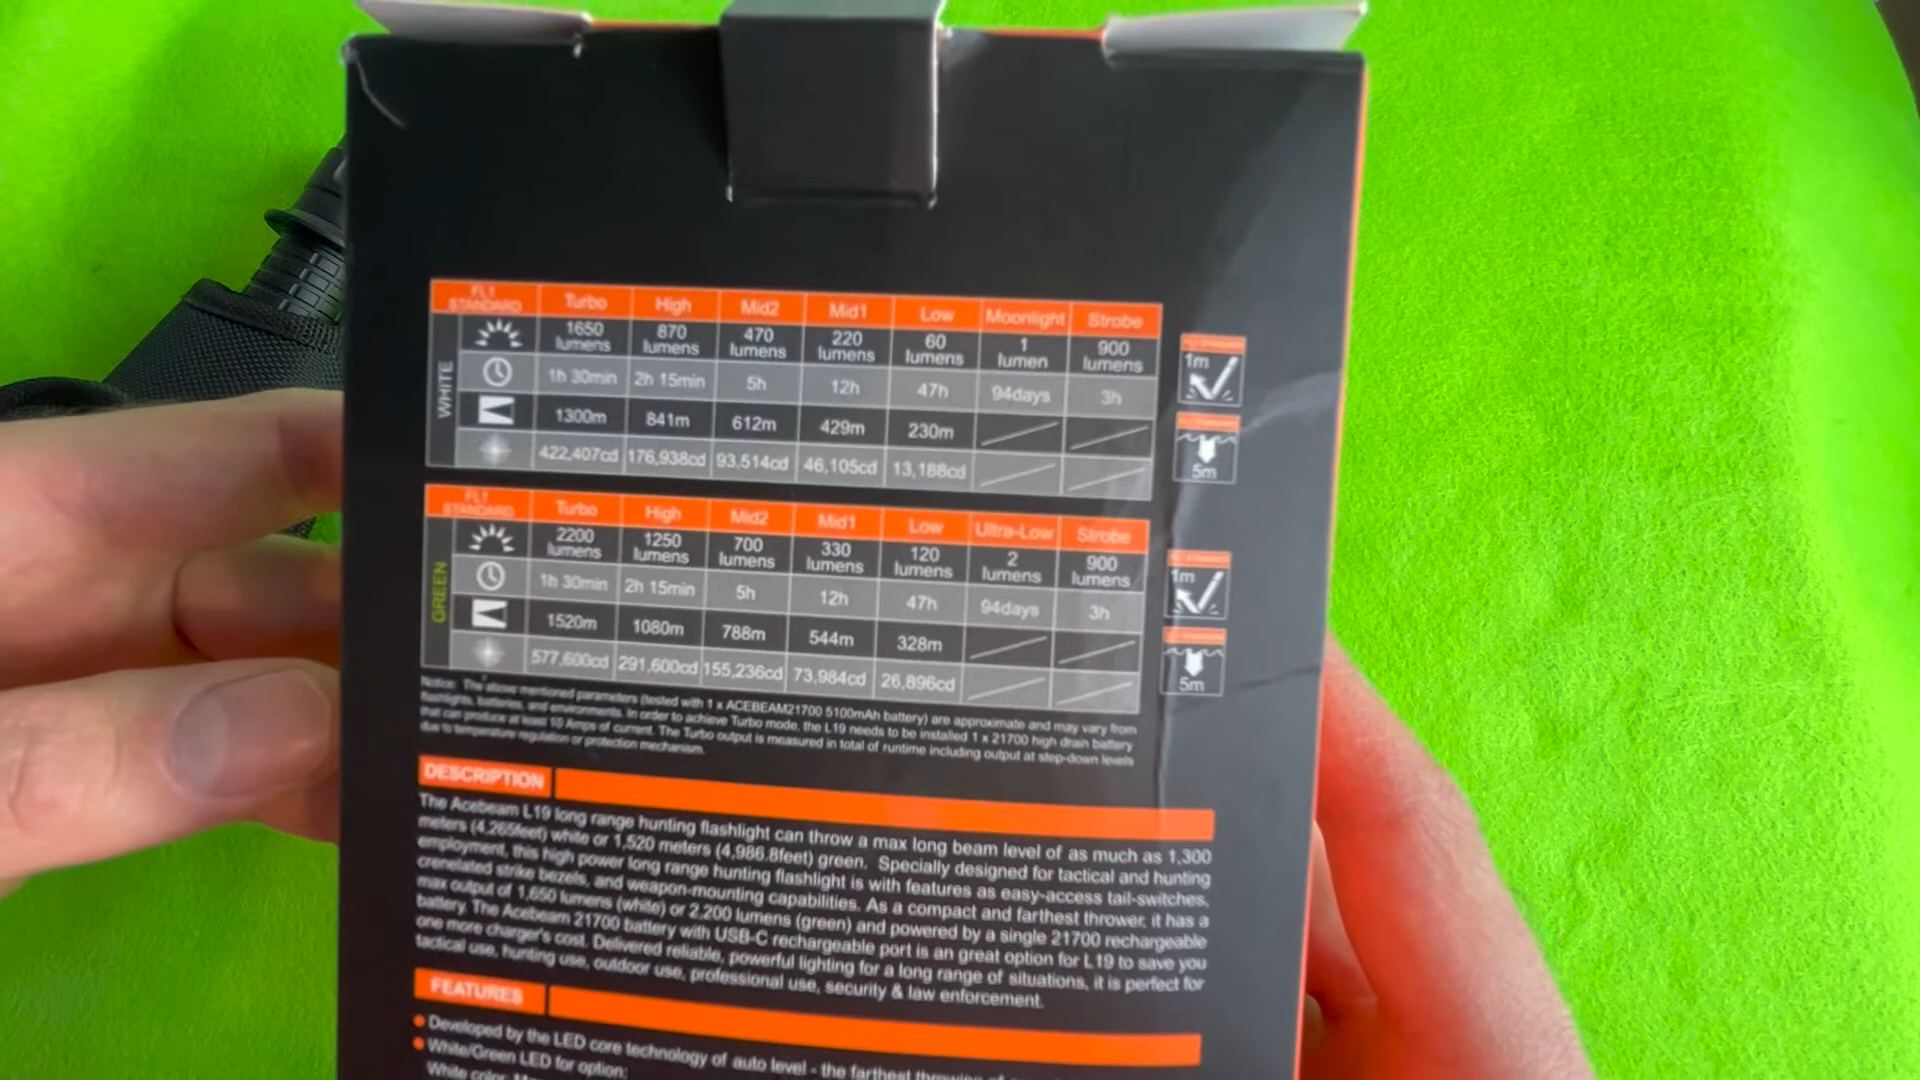 FL1 STANDARD Turbo High Mid2 Mid1 Low Moonlight Strobe
WHITE
1650 lumens 870 lumens 470 lumens 220 lumens 60 lumens 1 lumen 900 lumens
1h 30min 2h 15min 5h 12h 47h 94days 3h
1300m 841m 612m 429m 230m
422,407cd 176,938cd 93,514cd 46,105cd 13,188cd
1m
5m
FL1 STANDARD Turbo High Mid2 Mid1 Low Ultra-Low Strobe
GREEN
2200 lumens 1250 lumens 700 lumens 330 lumens 120 lumens 2 lumens 900 lumens
1h 30min 2h 15min 5h 12h 47h 94days 3h
1520m 1080m 788m 544m 328m
577,600cd 291,600cd 155,236cd 73,984cd 26,896cd
1m
5m
Notice: The above mentioned parameters (tested with 1 x ACEBEAM21700 5100mAh battery) are approximate and may vary from
flashlights, batteries, and environments. In order to achieve Turbo mode, the L19 needs to be installed 1 x 21700 high drain battery
that can produce at least 10 Amps of current. The Turbo output is measured in total of runtime including output at step-down levels
due to temperature regulation or protection mechanism.
DESCRIPTION
The Acebeam L19 long range hunting flashlight can throw a max long beam level of as much as 1,300
meters (4,265feet) white or 1,520 meters (4,986.8feet) green. Specially designed for tactical and hunting
employment, this high power long range hunting flashlight is with features as easy-access tail-switches,
crenelated strike bezels, and weapon-mounting capabilities. As a compact and farthest thrower, it has a
max output of 1,650 lumens (white) or 2,200 lumens (green) and powered by a single 21700 rechargeable
battery. The Acebeam 21700 battery with USB-C rechargeable port is an great option for L19 to save you
one more charger's cost. Delivered reliable, powerful lighting for a long range of situations, it is perfect for
tactical use, hunting use, outdoor use, professional use, security & law enforcement.
FEATURES
Developed by the LED core technology of auto level - the farthest throwing of
White/Green LED for option:
White color: